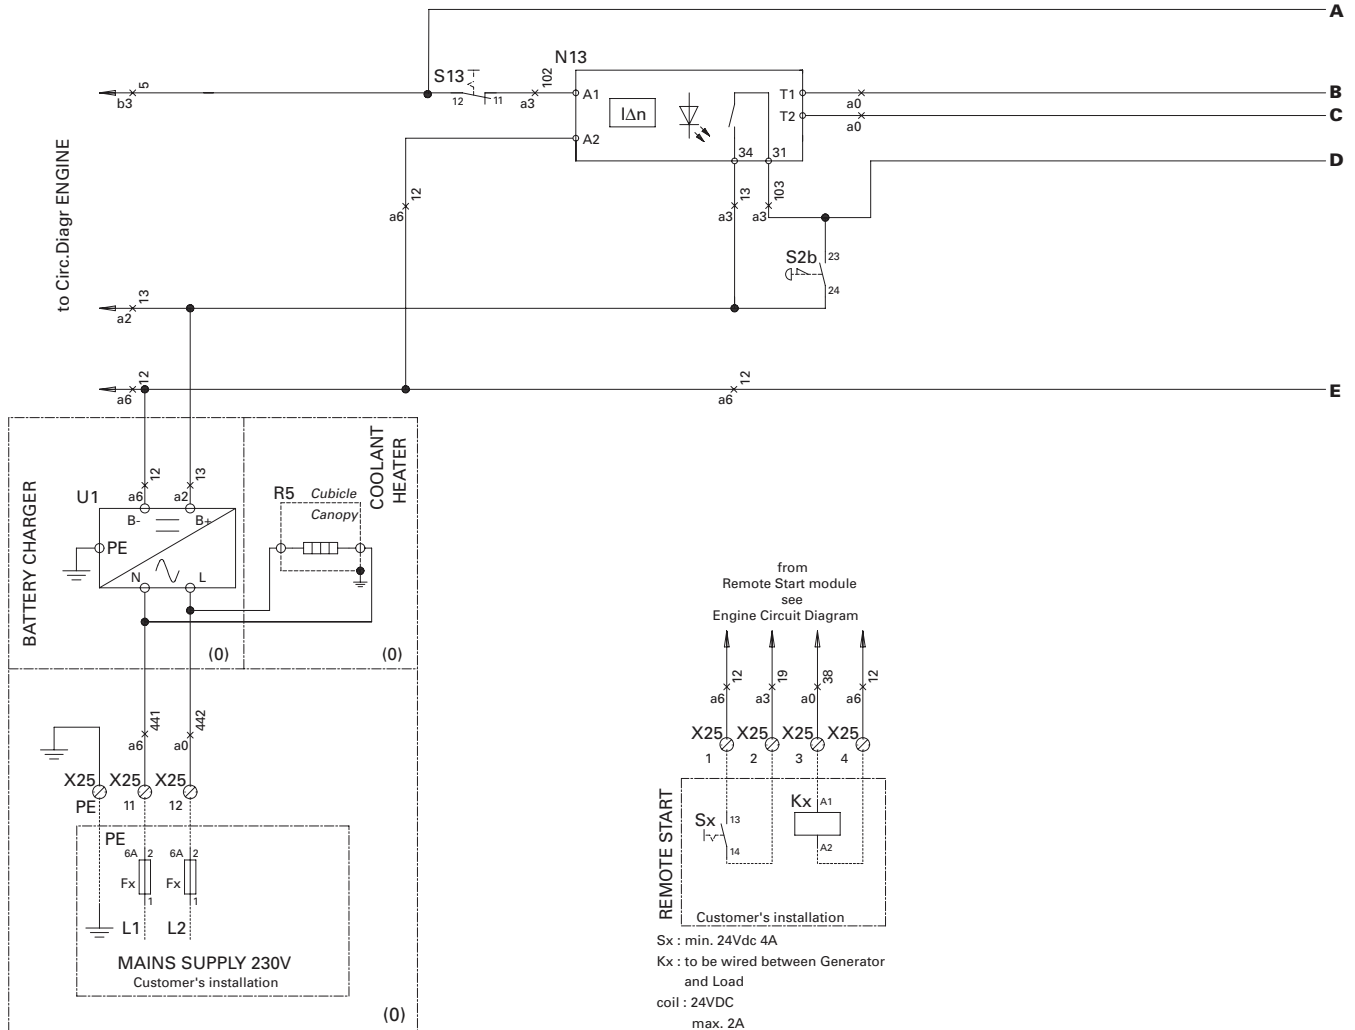 A
N13
S13
102
5
b3
12
11
a3
A1
IΔn
T1
a0
B
T2
a0
C
A2
34
31
D
to Circ.Diagr ENGINE
12
a6
13
a3
103
a3
S2b
23
24
13
a2
12
a6
12
a6
E
BATTERY CHARGER
COOLANT
HEATER
12
a6
13
a2
U1
B-
B+
PE
N
L
R5
Cubicle
Canopy
(0)
(0)
from
Remote Start module
see
Engine Circuit Diagram
12
a6
19
a3
38
a0
12
a6
X25
X25
X25
X25
1
2
3
4
441
a6
442
a0
X25
X25
X25
PE
11
12
PE
6A
2
6A
2
Fx
Fx
1
1
L1
L2
MAINS SUPPLY 230V
Customer's installation
(0)
REMOTE START
Sx
13
14
Kx
A1
A2
Customer's installation
Sx : min. 24Vdc 4A
Kx : to be wired between Generator
and Load
coil : 24VDC
max. 2A